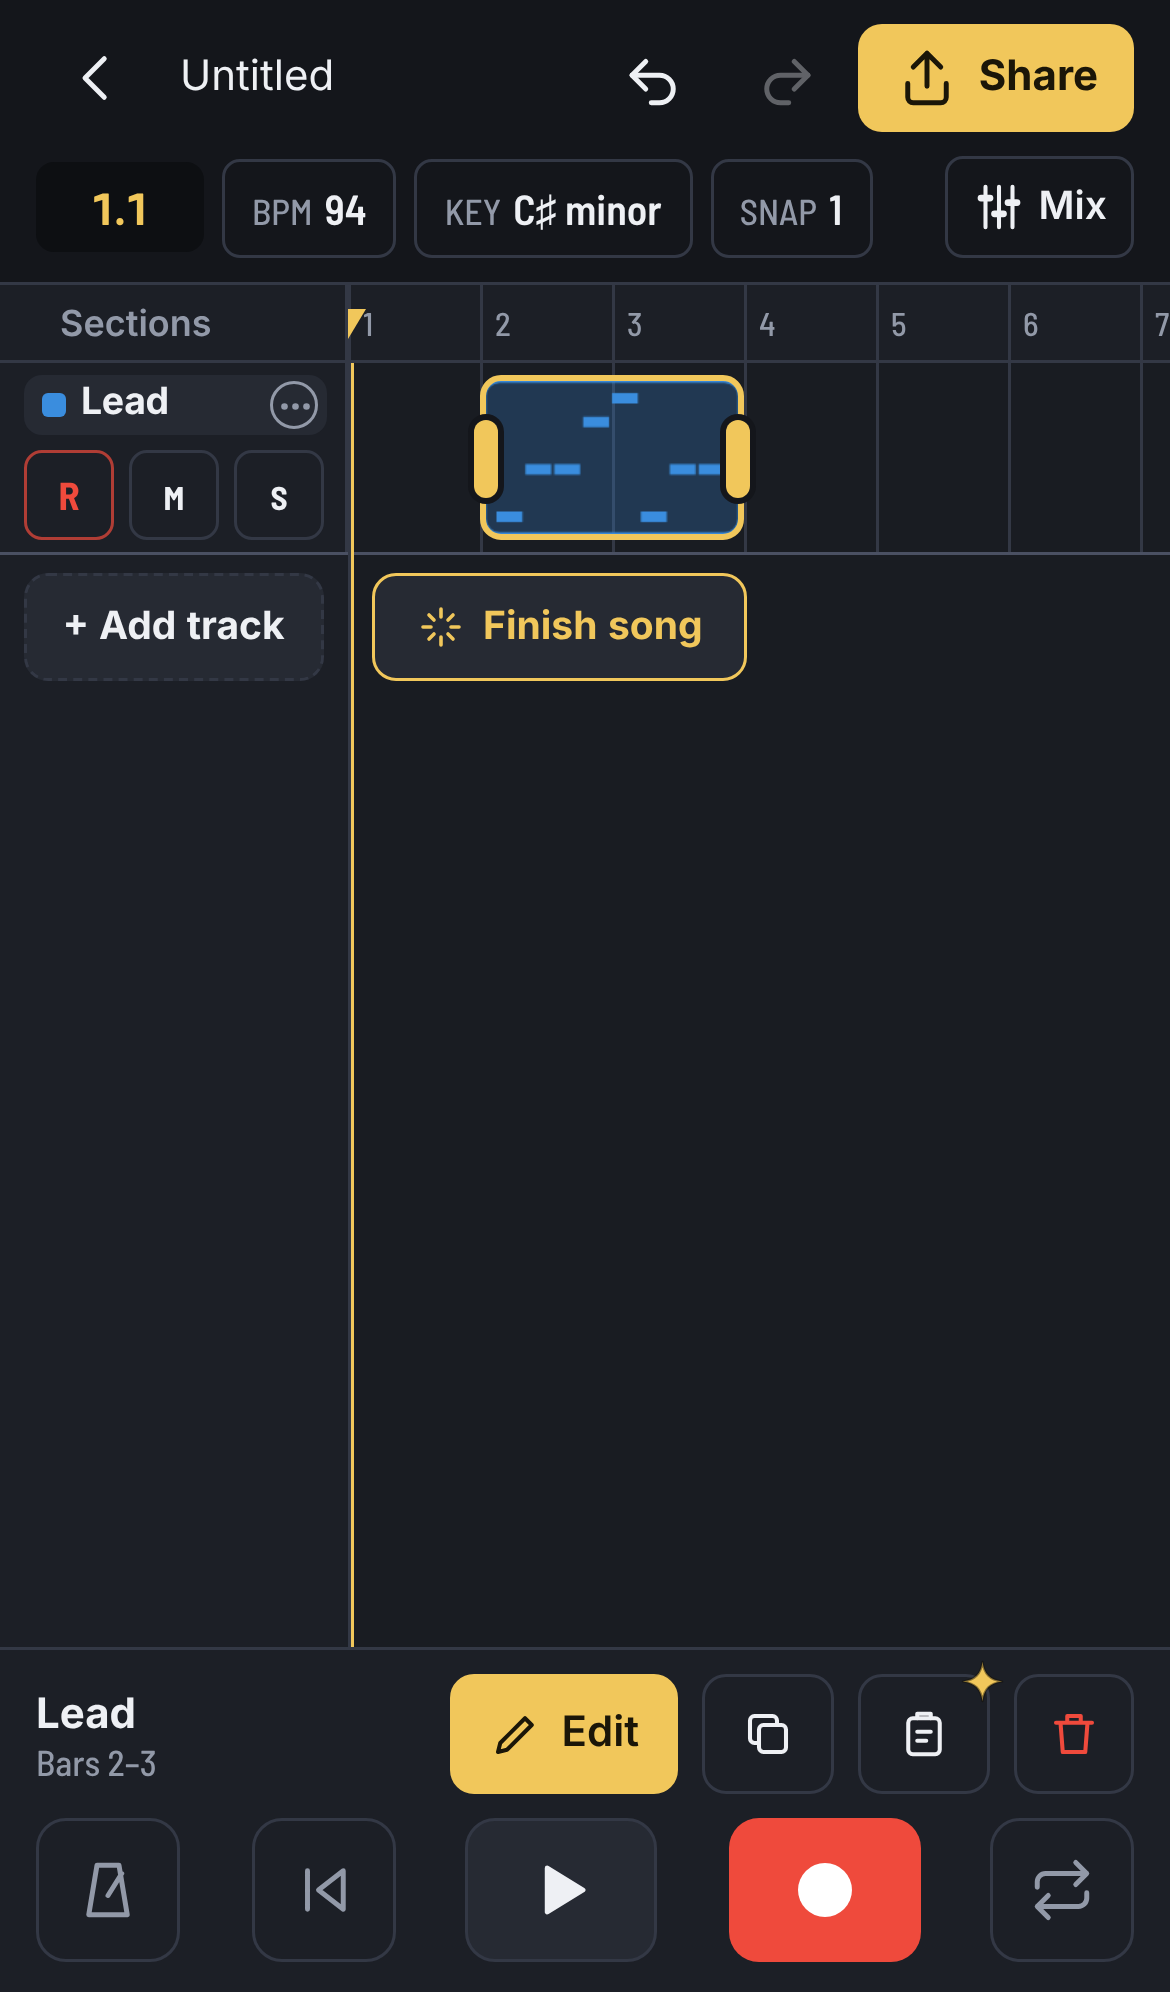 Untitled
Share
1.1
BPM 94
KEY C♯ minor
SNAP 1
Mix
Sections
1
2
3
4
5
6
7
Lead
R
M
S
+ Add track
Finish song
Lead
Edit
Bars 2–3